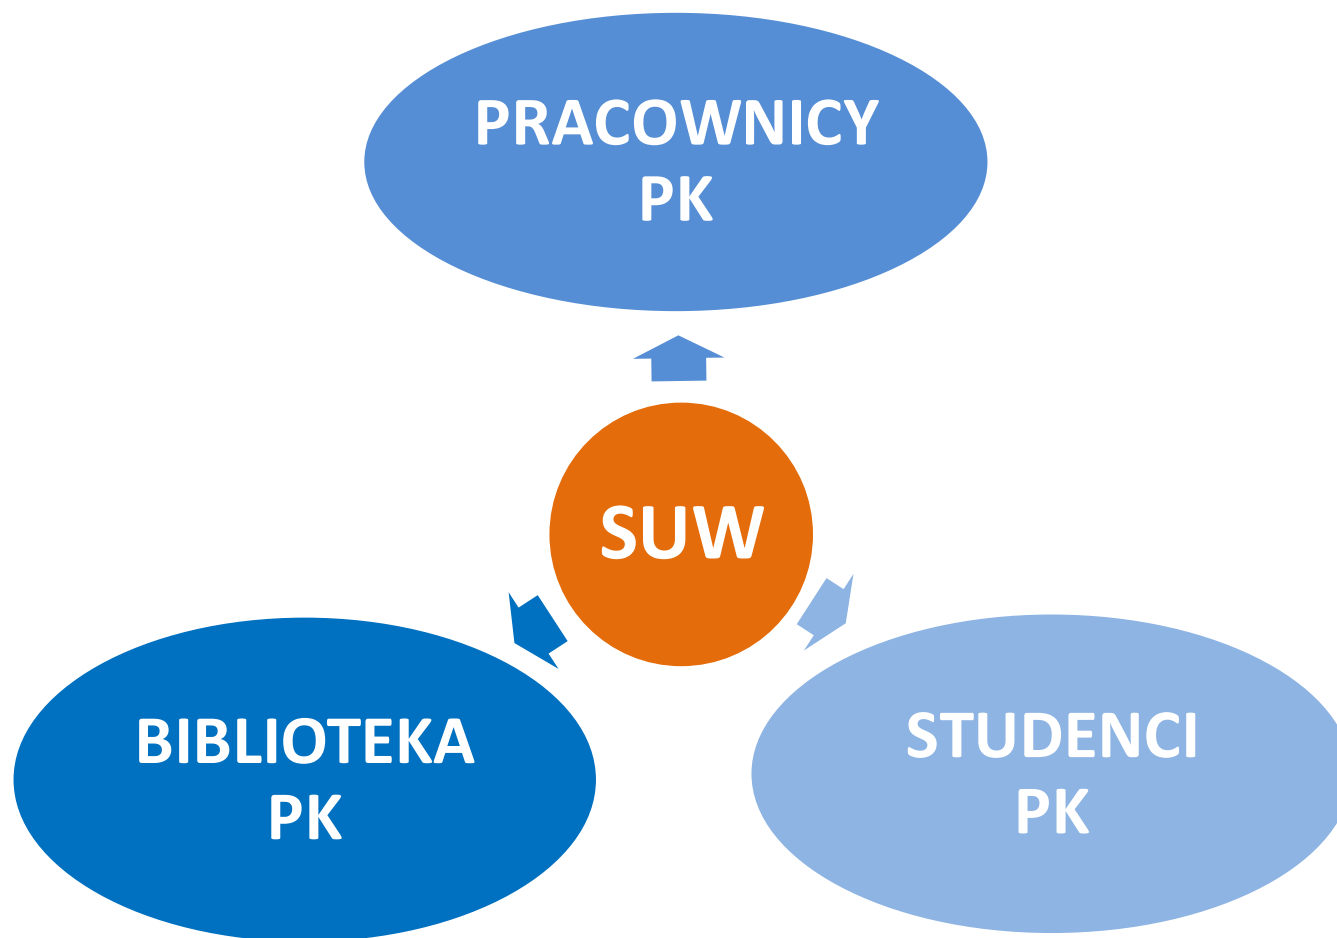 PRACOWNICY
PK
SUW
BIBLIOTEKA
PK
STUDENCI
PK